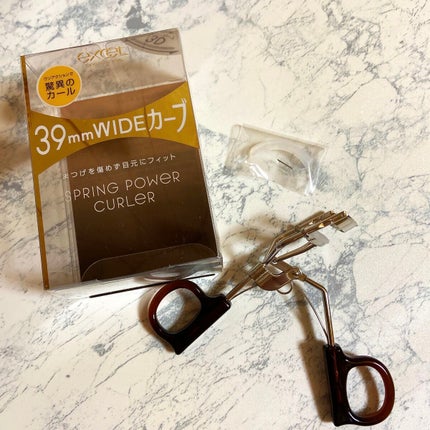 excel
ワンアクションで
驚異の
カール
39mmWIDEカーブ
まつげを傷めず目元にフィット
SPRING POWER
CURLER